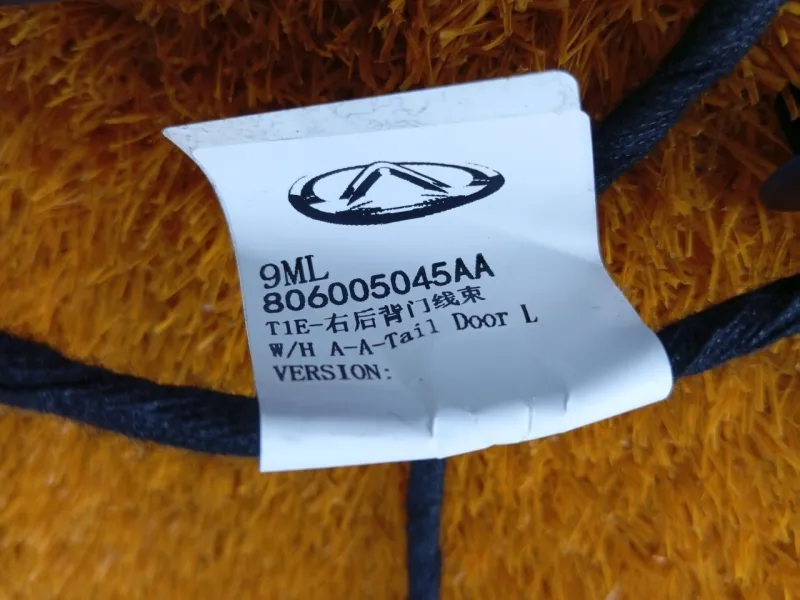 9ML
806005045AA
T1E-右后背门线束
W/H A-A-Tail Door L
VERSION: